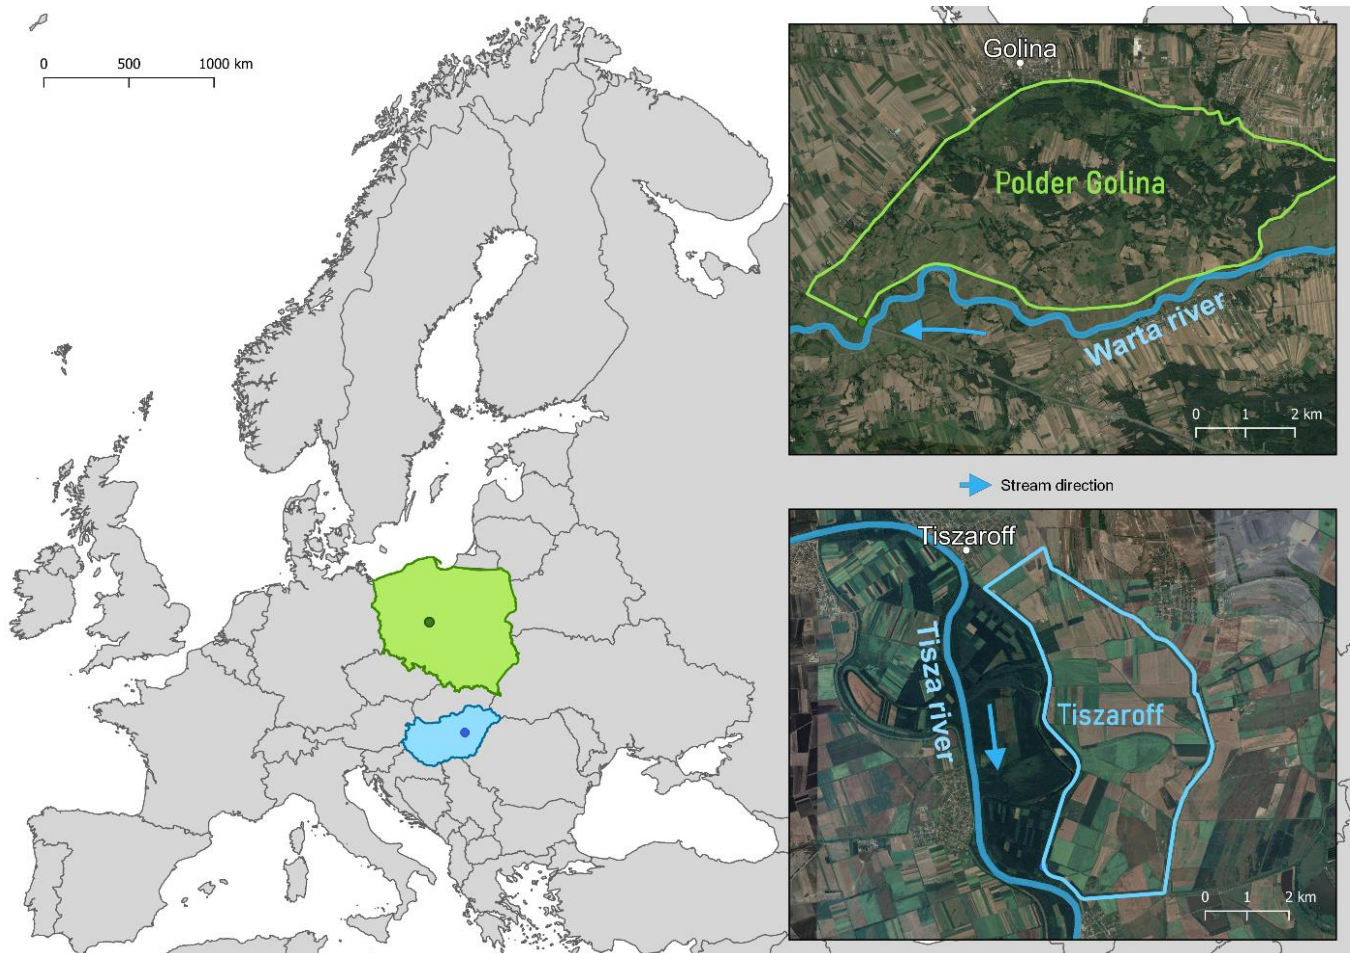 0 500 1000 km
Golina
Polder Golina
Warta river
0 1 2 km
Stream direction
Tiszaroff
Tisza river
Tiszaroff
0 1 2 km